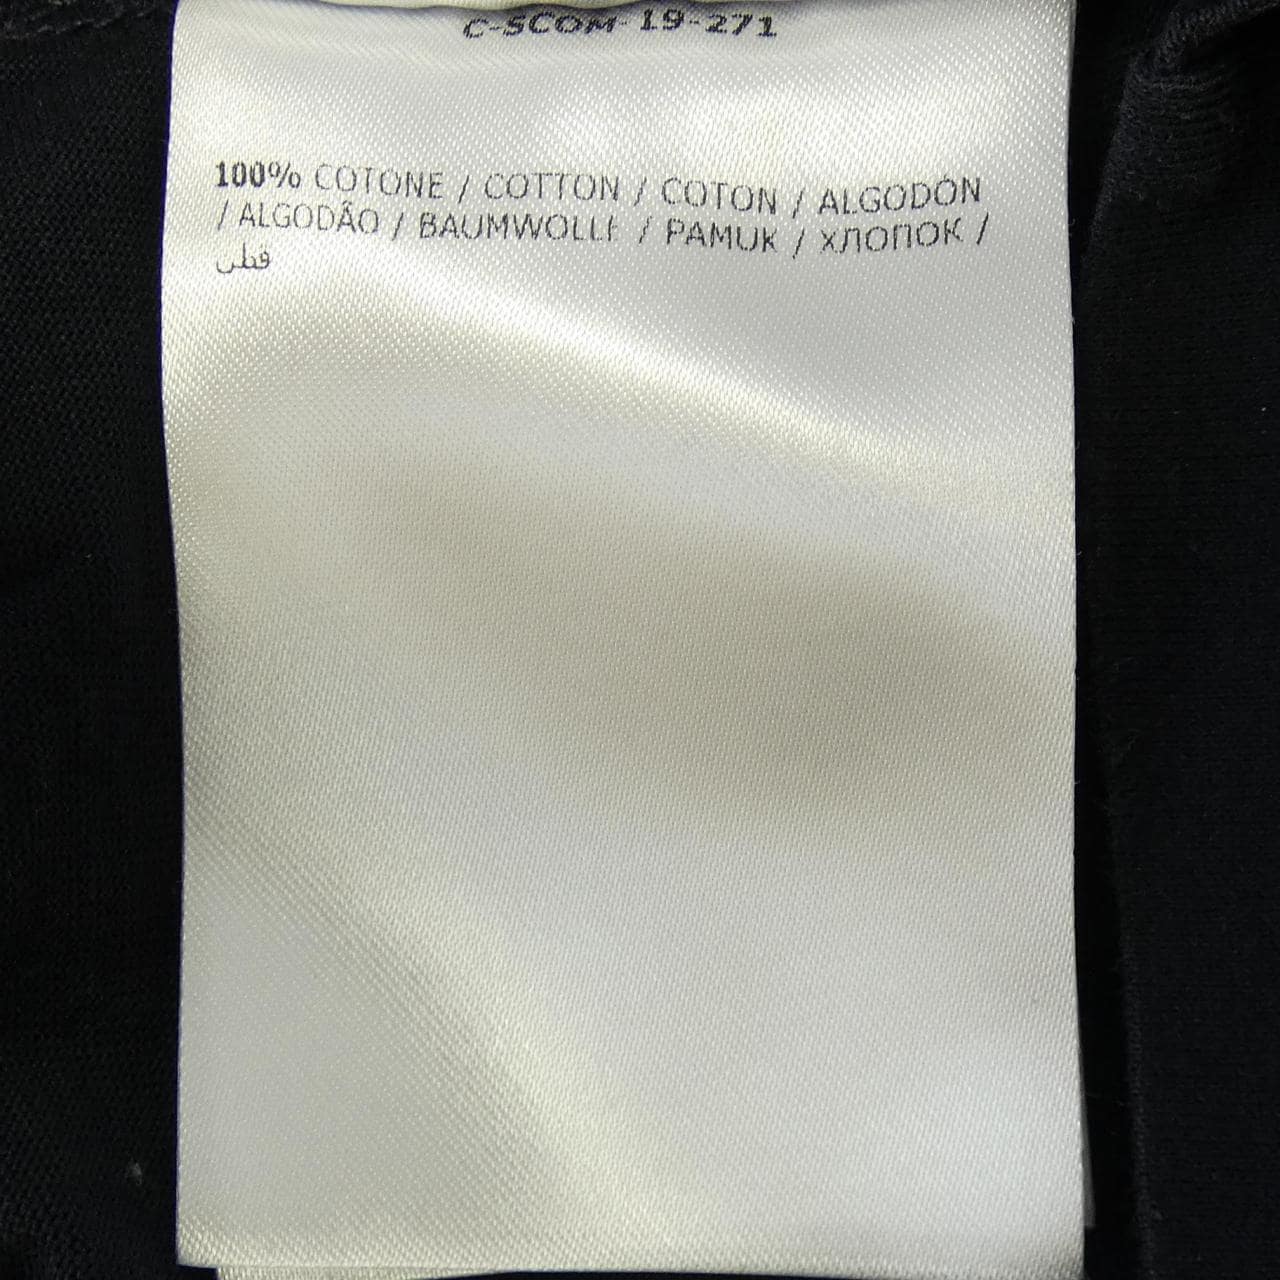 C-SCOM-19-271
100% COTONE / COTTON / COTON / ALGODÓN
/ ALGODÃO / BAUMWOLLE / PAMUK / ХЛОПОК /
قطن